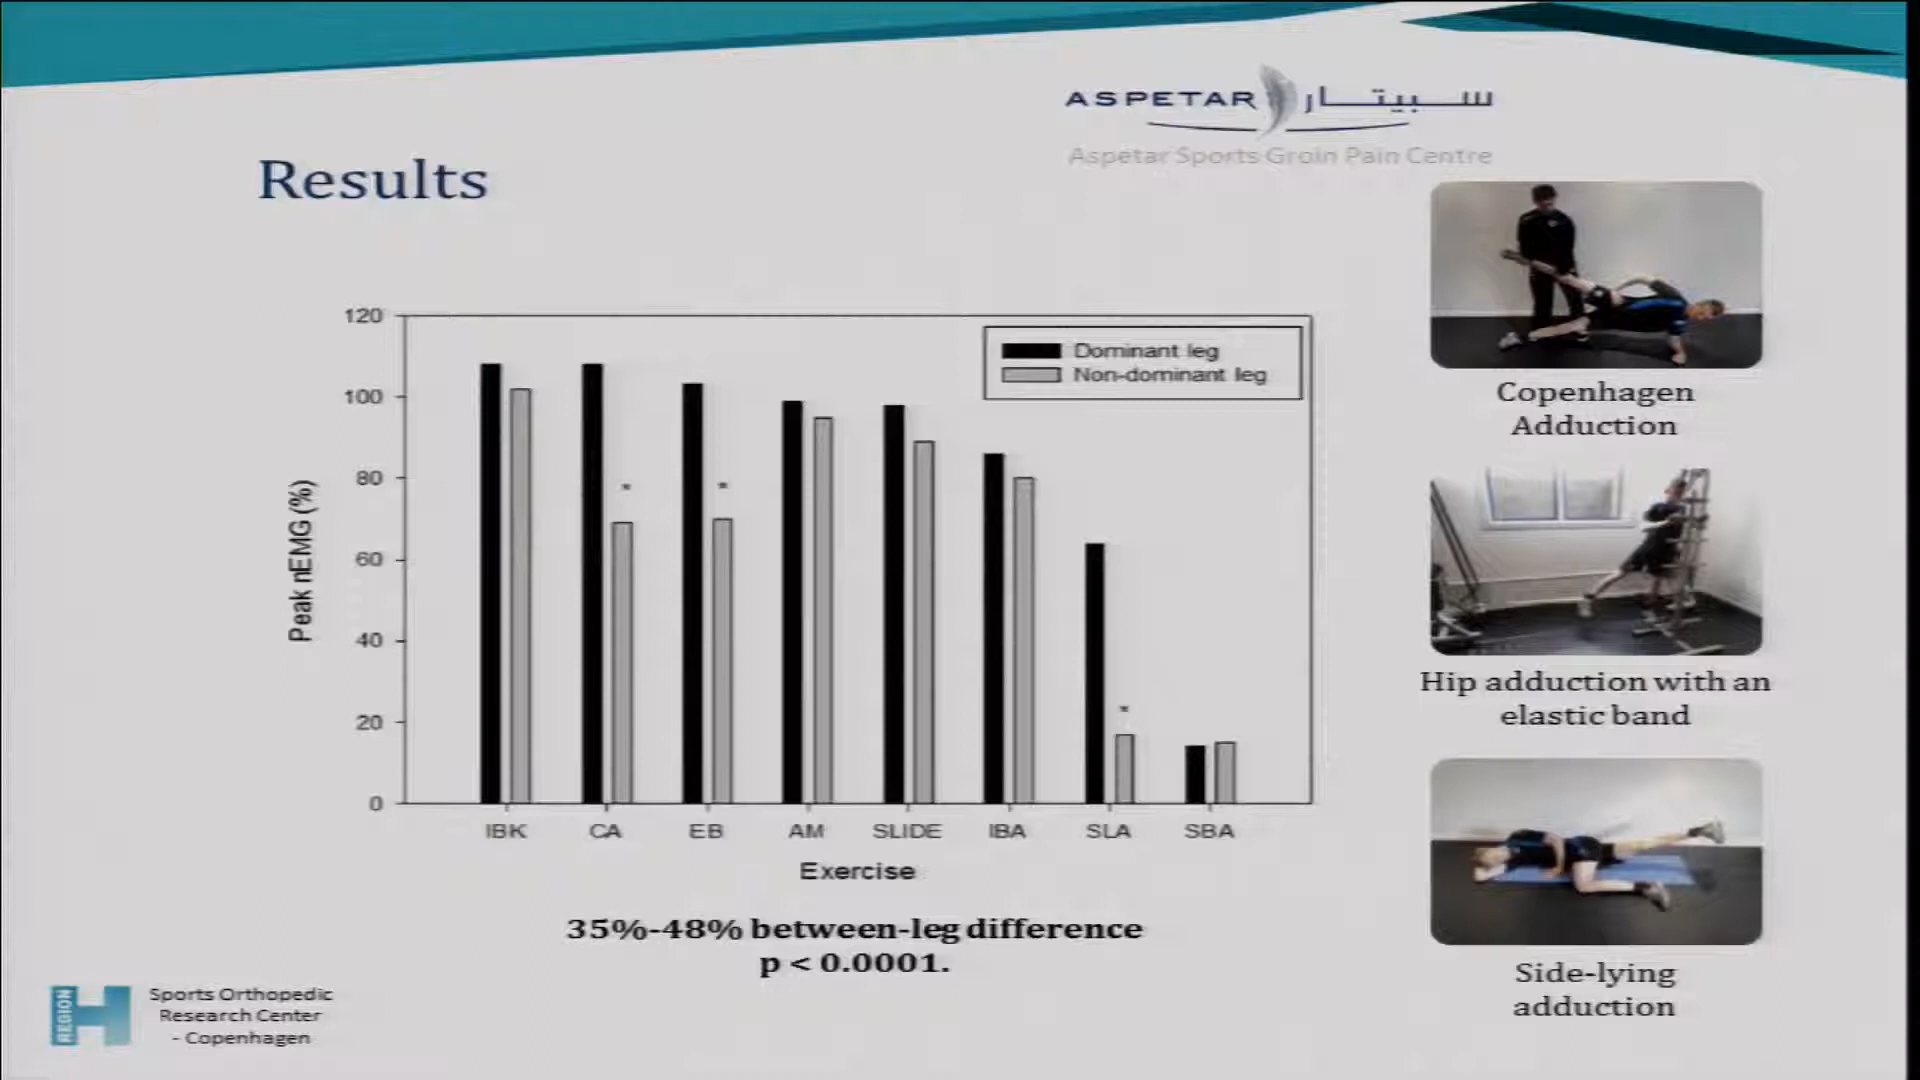 ASPETAR سبيتار
Aspetar Sports Groin Pain Centre
Results
120
100
80
60
40
20
0
Peak nEMG (%)
Dominant leg
Non-dominant leg
*
*
*
IBK CA EB AM SLIDE IBA SLA SBA
Exercise
35%-48% between-leg difference
p < 0.0001.
Copenhagen
Adduction
Hip adduction with an
elastic band
Side-lying
adduction
REGION H
Sports Orthopedic
Research Center
- Copenhagen